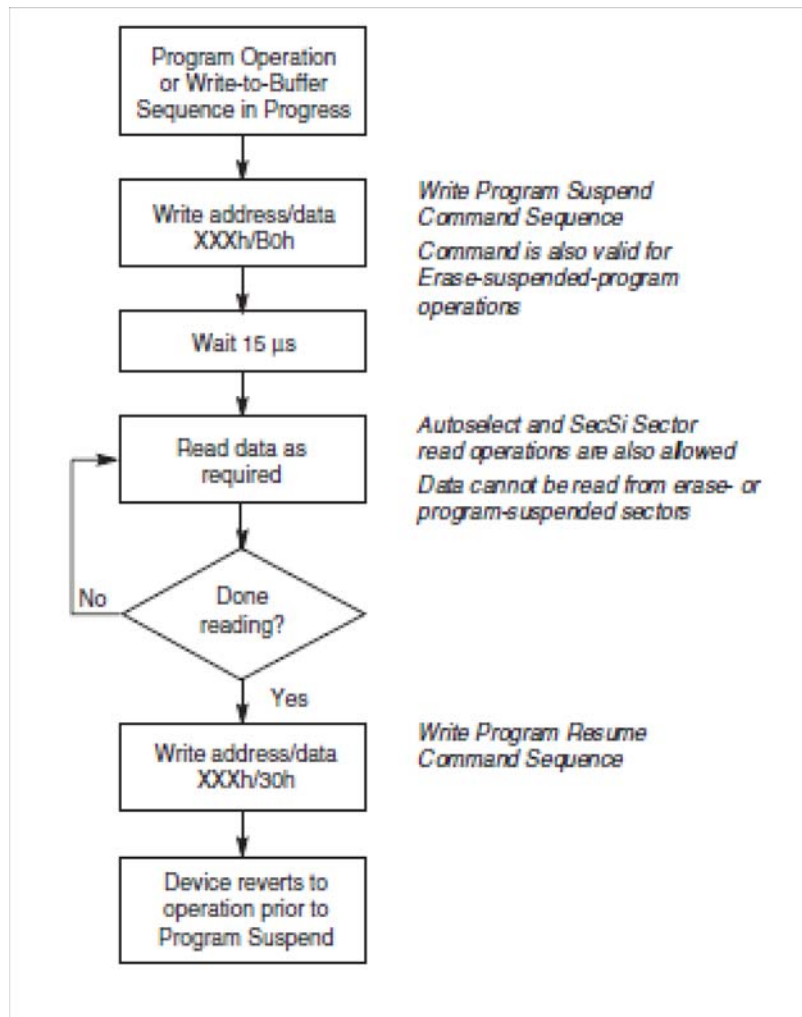 Program Operation
or Write-to-Buffer
Sequence in Progress
Write address/data
XXXh/B0h
Write Program Suspend
Command Sequence
Command is also valid for
Erase-suspended-program
operations
Wait 15 μs
Read data as
required
Autoselect and SecSi Sector
read operations are also allowed
Data cannot be read from erase- or
program-suspended sectors
No
Done
reading?
Yes
Write address/data
XXXh/30h
Write Program Resume
Command Sequence
Device reverts to
operation prior to
Program Suspend